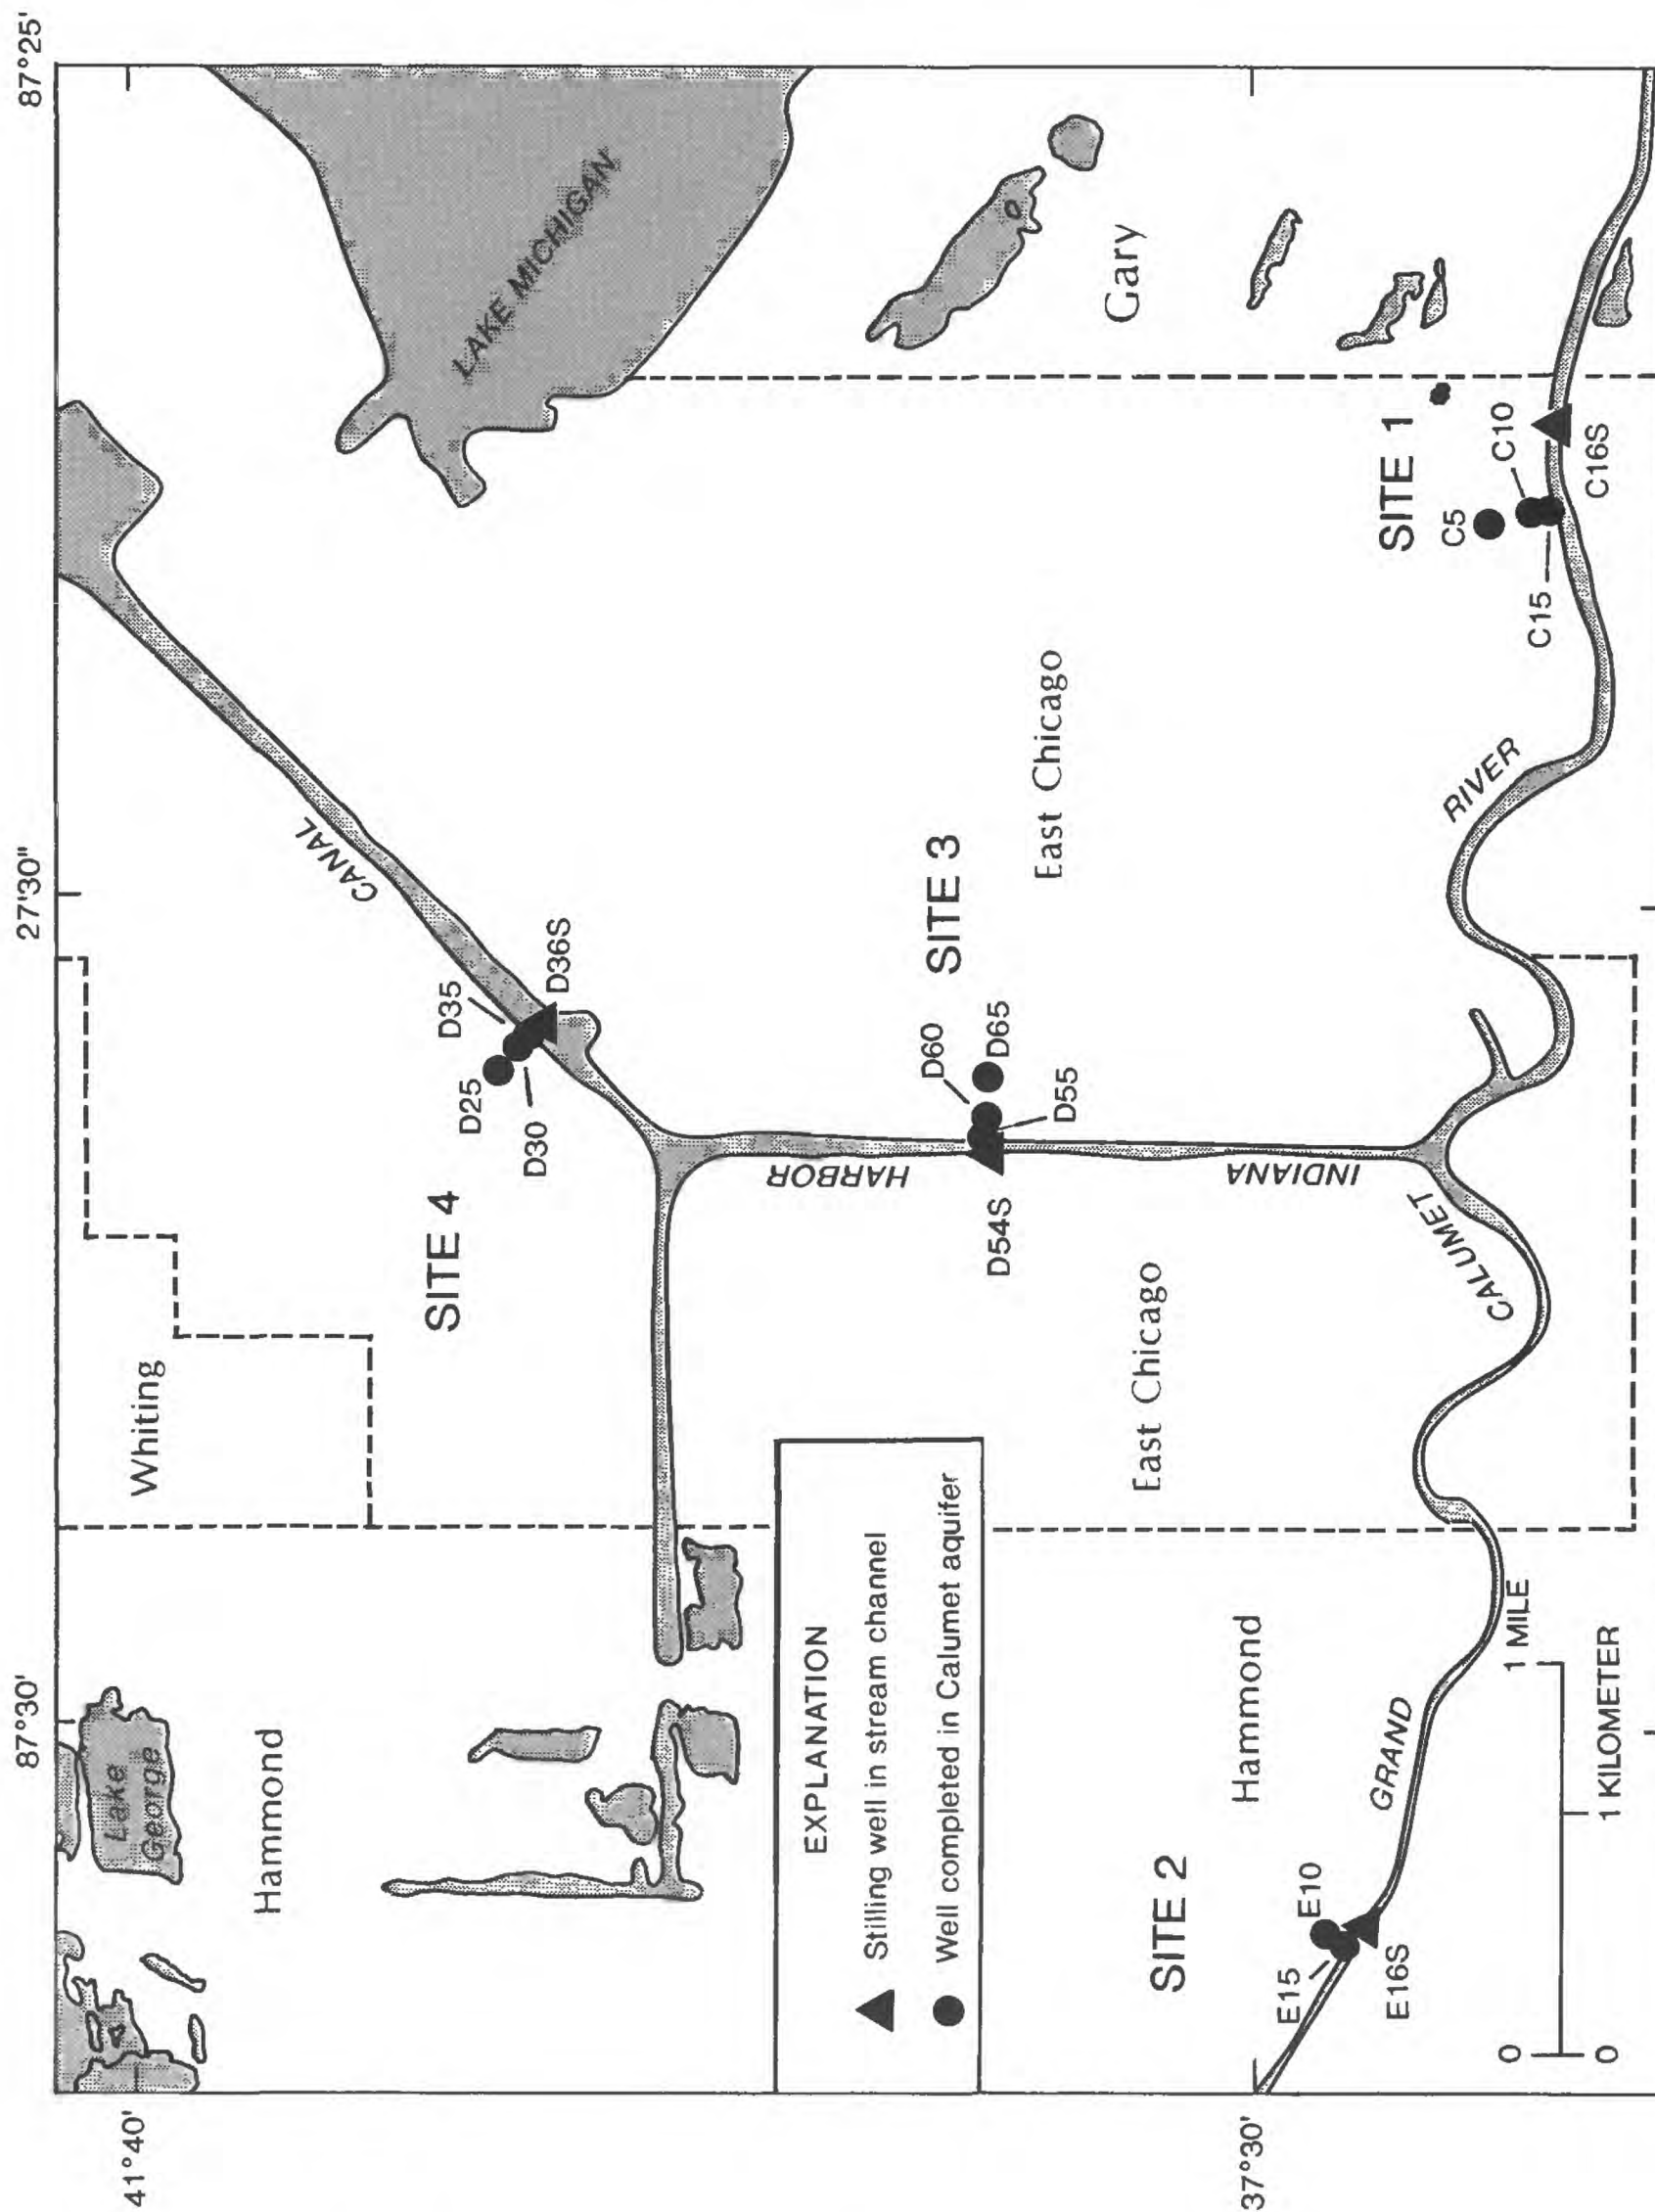 87°30'
27'30"
87°25'
41°40'
37°30'
Lake
George
Whiting
Hammond
CANAL
LAKE MICHIGAN
SITE 4
D25
D30
D35
D36S
HARBOR
INDIANA
SITE 3
D60
D65
D55
D54S
East Chicago
East Chicago
Gary
EXPLANATION
Stilling well in stream channel
Well completed in Calumet aquifer
Hammond
SITE 2
E10
E15
E16S
GRAND
CALUMET
RIVER
SITE 1
C5
C10
C15
C16S
0
1 MILE
0
1 KILOMETER